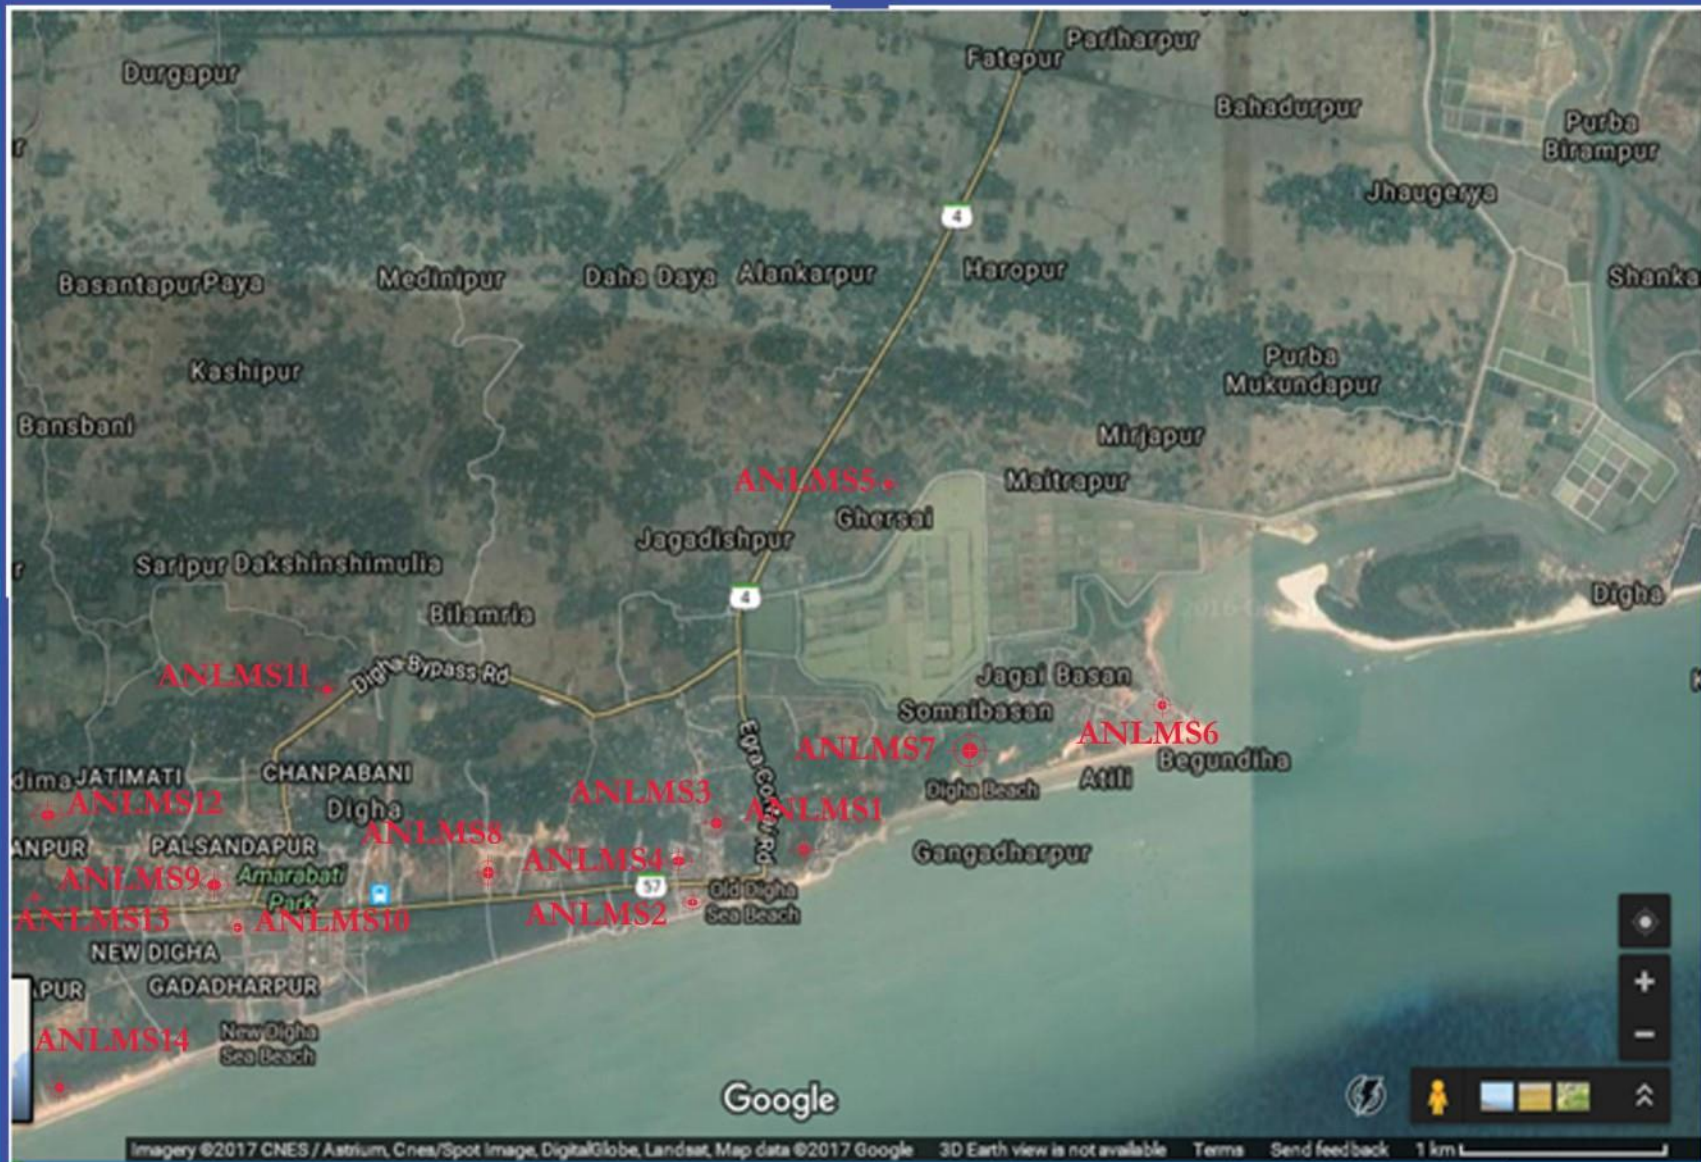 Pariharpur
Fatepur
Durgapur
Bahadurpur
Purba
Birampur
Jhaugerya
Haropur
Basantapur Paya
Medinipur
Daha Daya
Alankarpur
Shanka
4
Kashipur
Purba
Mukundapur
Bansbani
Mirjapur
ANLMS5
Maitrapur
Ghersai
Jagadishpur
Saripur Dakshinshimulia
4
Digha
Bilamria
ANLMS11
Digha Bypass Rd
Jagai Basan
Somaibasan
ANLMS6
ANLMS7
Begundiha
Atili
Digha Beach
dima JATIMATI
CHANPABANI
ANLMS12
Digha
ANLMS3
ANLMS1
ANLMS8
ANPUR
PALSANDAPUR
ANLMS4
Gangadharpur
ANLMS9
Amarabati
Park
57
Old Digha
Sea Beach
ANLMS13
ANLMS10
ANLMS2
NEW DIGHA
APUR
GADADHARPUR
New Digha
Sea Beach
ANLMS14
Google
Imagery ©2017 CNES / Astrium, Cnes/Spot Image, DigitalGlobe, Landsat, Map data ©2017 Google 3D Earth view is not available Terms Send feedback 1 km